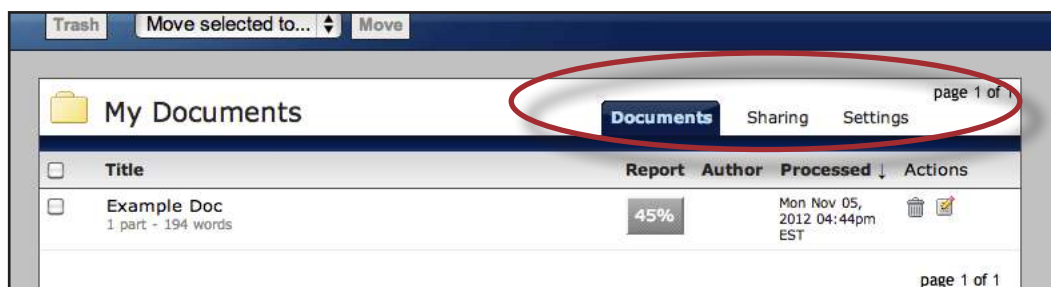 Trash Move selected to... Move
page 1 of 1
My Documents Documents Sharing Settings
Title Report Author Processed ↓ Actions
Example Doc 45% Mon Nov 05,
1 part - 194 words 2012 04:44pm
EST
page 1 of 1